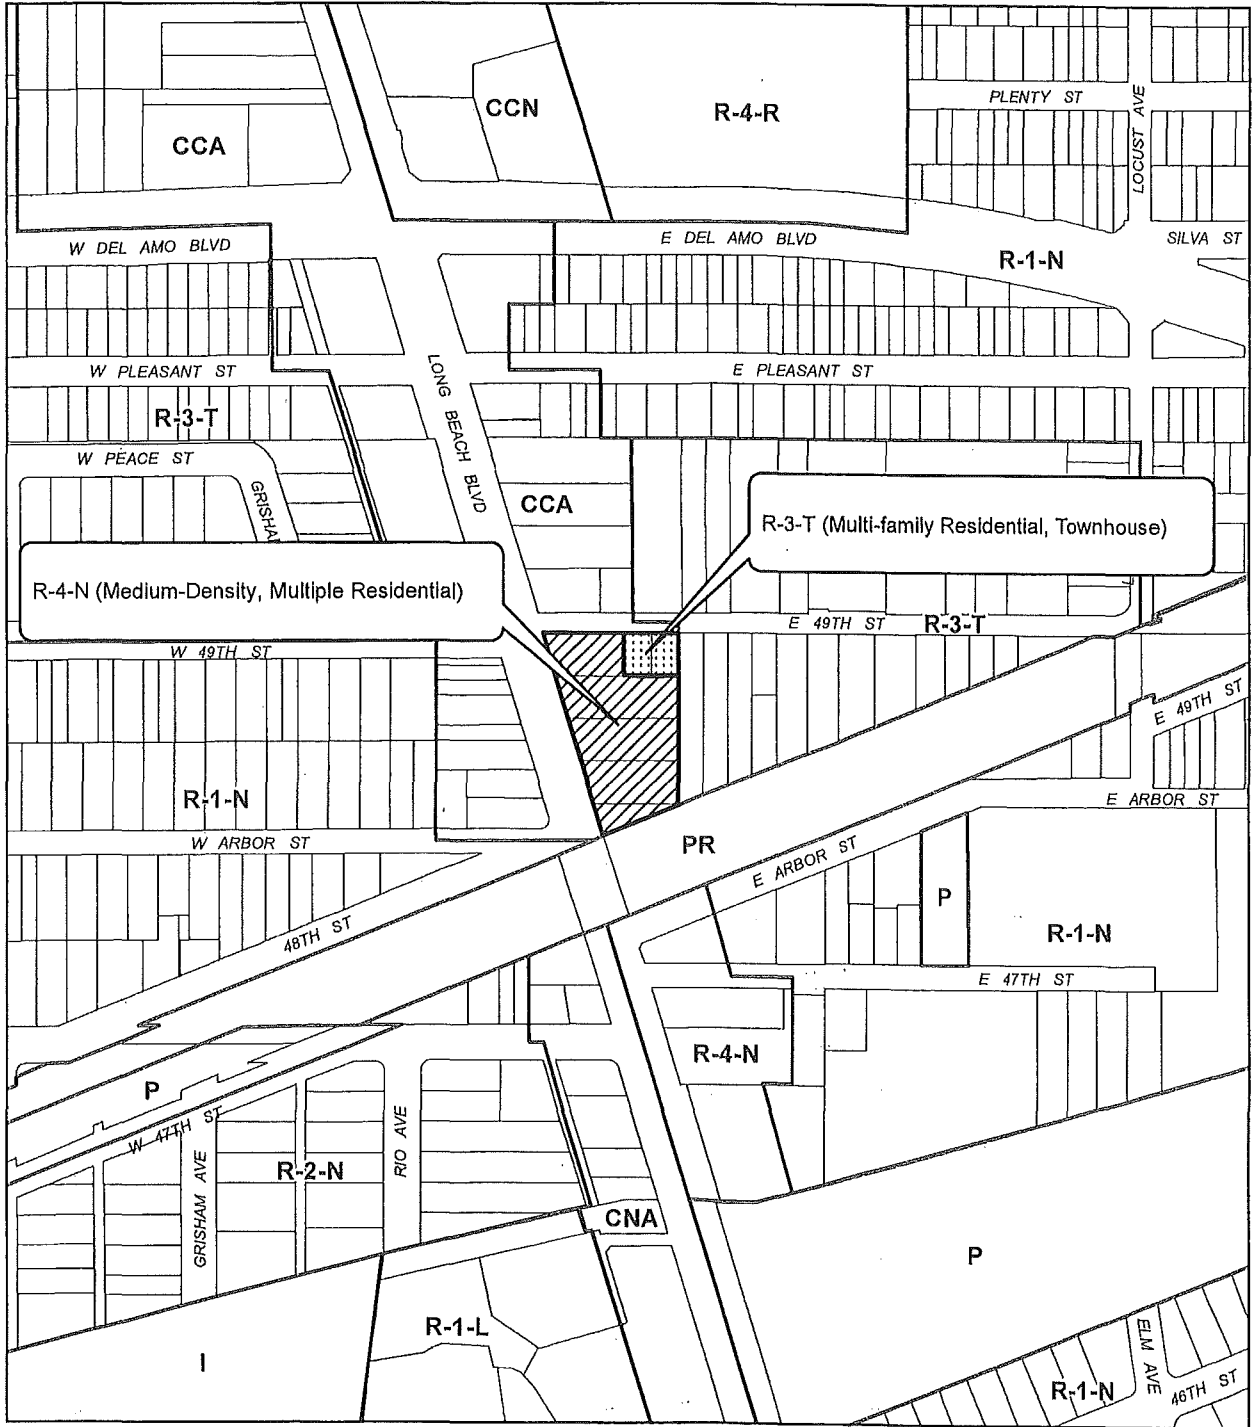 PLENTY ST
LOCUST AVE
CCN
R-4-R
CCA
W DEL AMO BLVD
E DEL AMO BLVD
SILVA ST
R-1-N
W PLEASANT ST
E PLEASANT ST
LONG BEACH BLVD
R-3-T
W PEACE ST
GRISHA
CCA
R-3-T (Multi-family Residential, Townhouse)
R-4-N (Medium-Density, Multiple Residential)
E 49TH ST
R-3-T
W 49TH ST
E 49TH ST
R-1-N
E ARBOR ST
W ARBOR ST
PR
E ARBOR ST
P
48TH ST
R-1-N
E 47TH ST
R-4-N
P
W 47TH ST
RIO AVE
R-2-N
GRISHAM AVE
CNA
P
R-1-L
ELM AVE
I
R-1-N
46TH ST